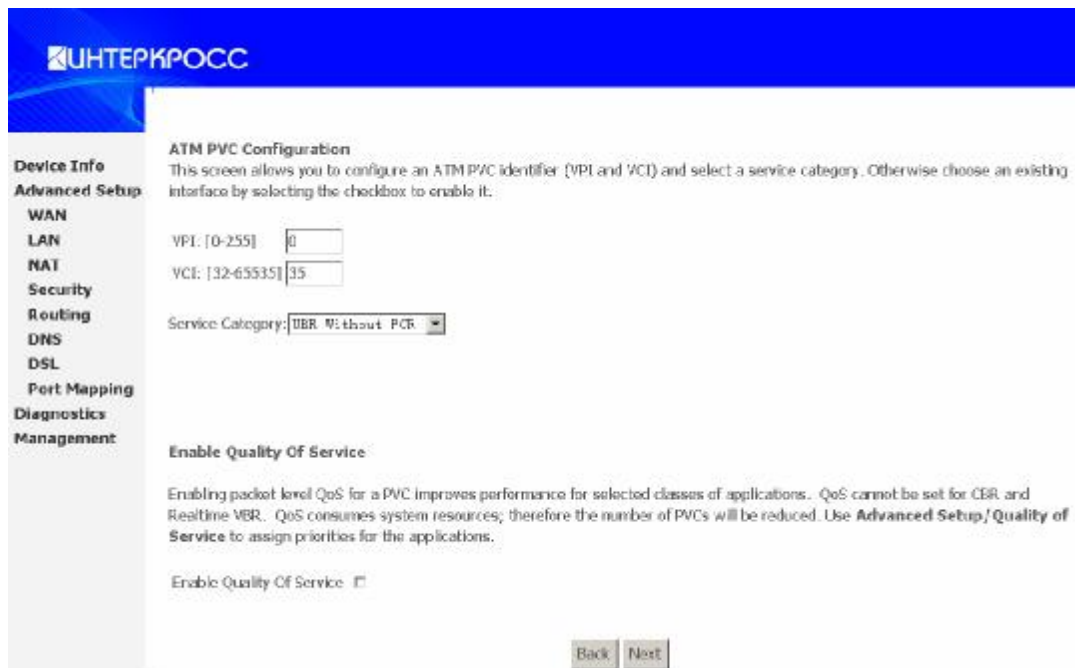 ИНТЕРКРОСС
Device Info
Advanced Setup
WAN
LAN
NAT
Security
Routing
DNS
DSL
Port Mapping
Diagnostics
Management
ATM PVC Configuration
This screen allows you to configure an ATM PVC identifier (VPI and VCI) and select a service category. Otherwise choose an existing
interface by selecting the checkbox to enable it.
VPI: [0-255] 0
VCI: [32-65535] 35
Service Category: UBR Without PCR
Enable Quality Of Service
Enabling packet level QoS for a PVC improves performance for selected classes of applications. QoS cannot be set for CBR and
Realtime VBR. QoS consumes system resources; therefore the number of PVCs will be reduced. Use Advanced Setup/Quality of
Service to assign priorities for the applications.
Enable Quality Of Service
Back Next